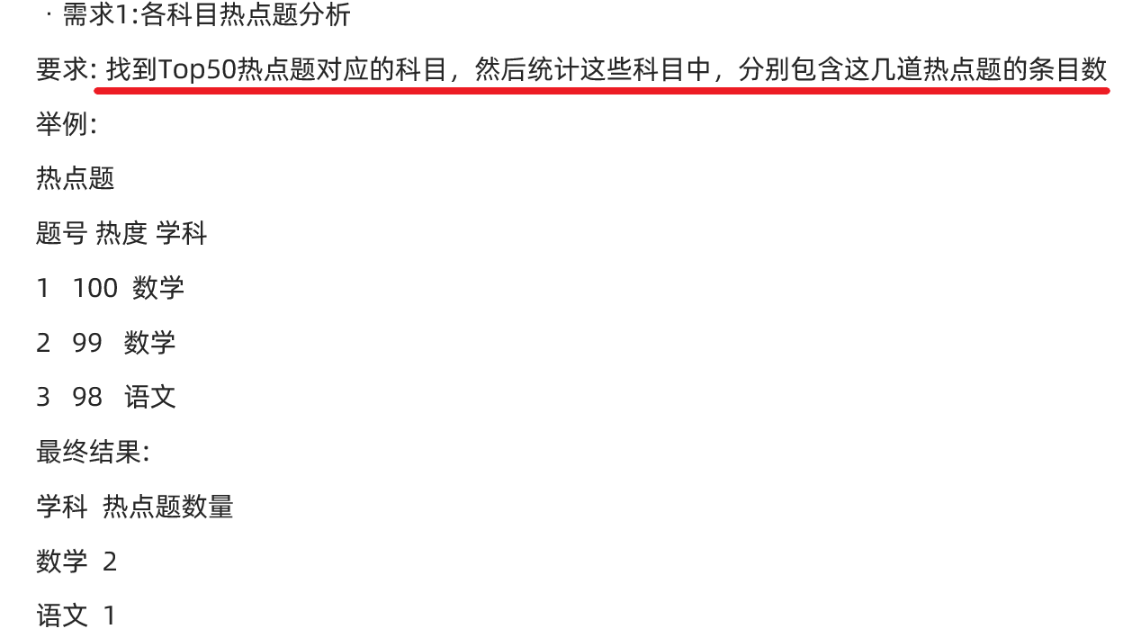 · 需求1:各科目热点题分析
要求: 找到Top50热点题对应的科目，然后统计这些科目中，分别包含这几道热点题的条目数
举例:
热点题
题号 热度 学科
1 100 数学
2 99 数学
3 98 语文
最终结果:
学科 热点题数量
数学 2
语文 1